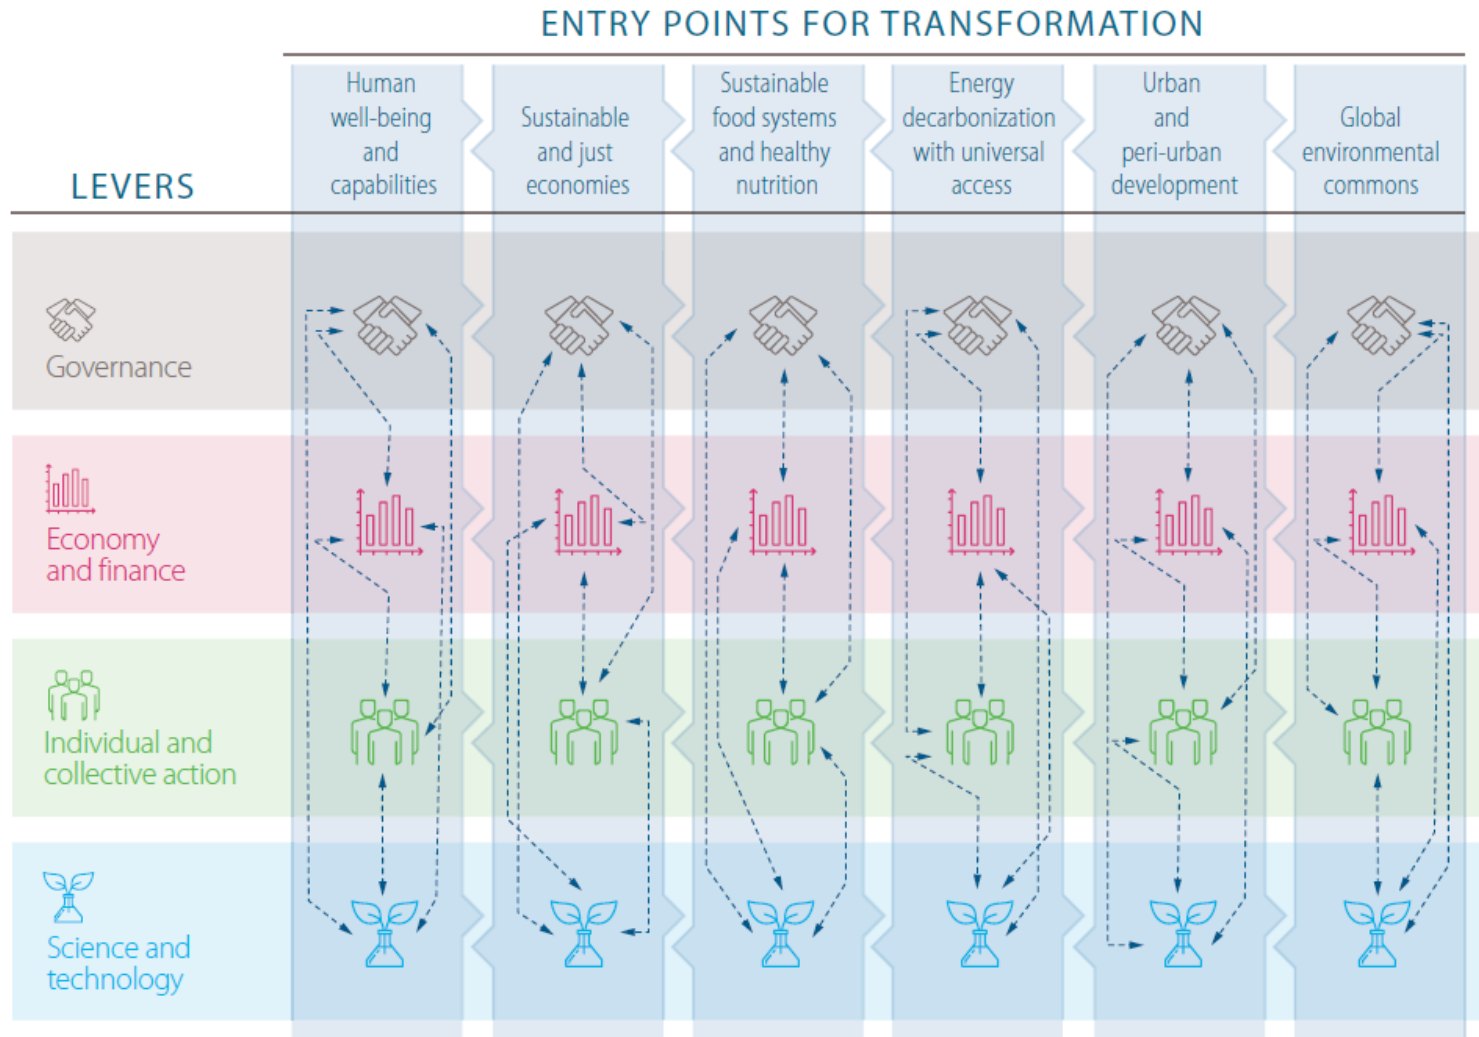 ENTRY POINTS FOR TRANSFORMATION
LEVERS
Human
well-being
and
capabilities
Sustainable
and just
economies
Sustainable
food systems
and healthy
nutrition
Energy
decarbonization
with universal
access
Urban
and
peri-urban
development
Global
environmental
commons
Governance
Economy
and finance
Individual and
collective action
Science and
technology